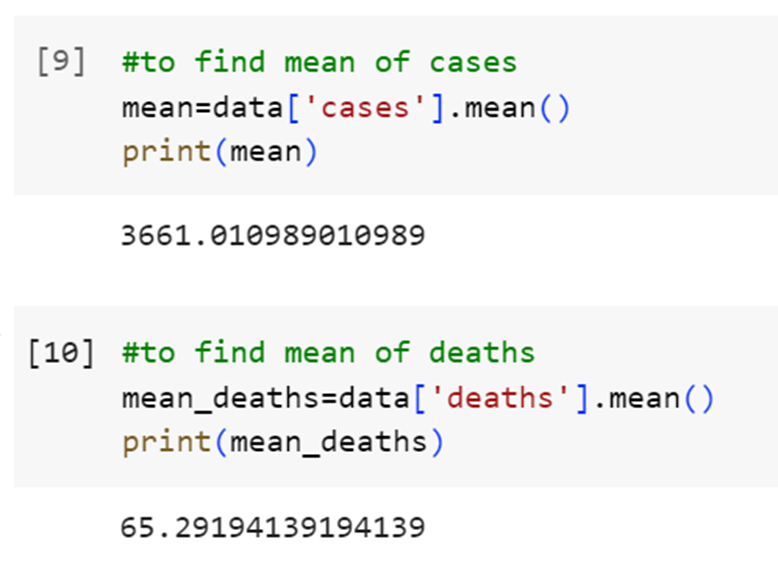 [9] #to find mean of cases
mean=data['cases'].mean()
print(mean)
3661.010989010989
[10] #to find mean of deaths
mean_deaths=data['deaths'].mean()
print(mean_deaths)
65.29194139194139